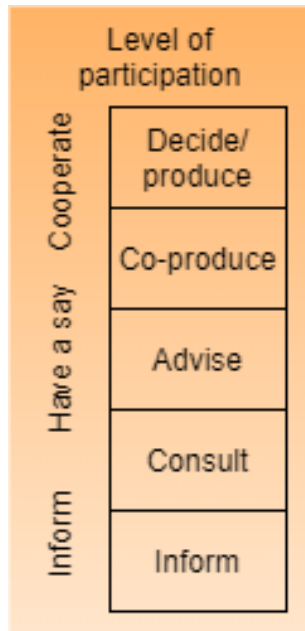 Level of
participation
Cooperate
Decide/
produce
Co-produce
Have a say
Advise
Consult
Inform
Inform